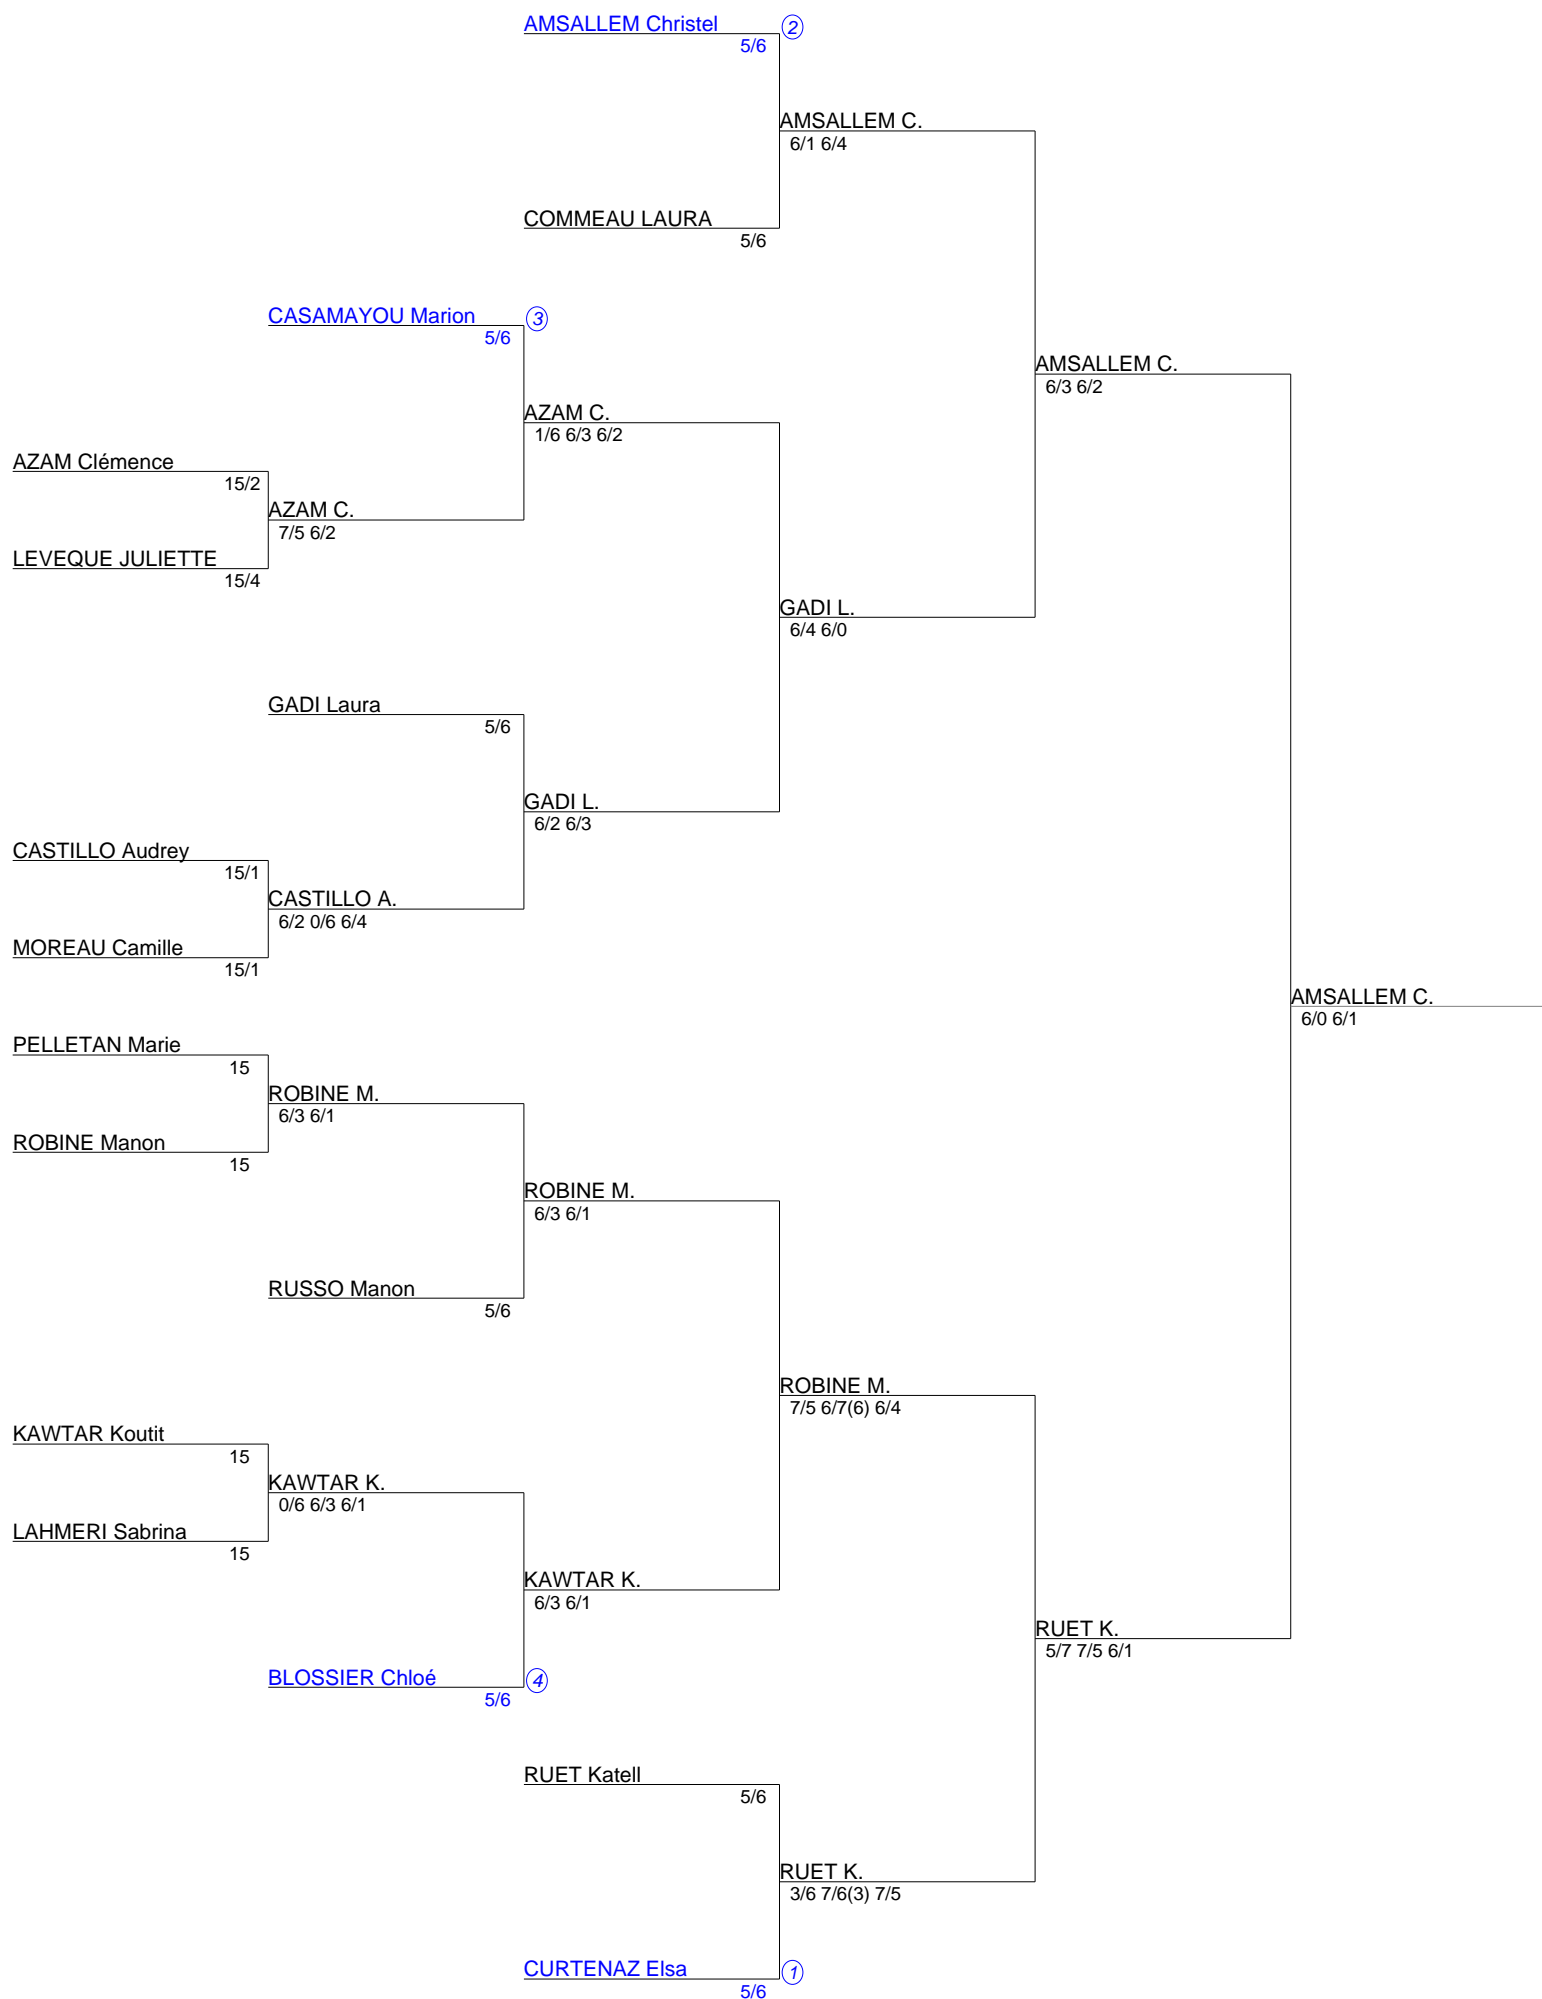 AMSALLEM Christel 2
5/6
AMSALLEM C.
6/1 6/4
COMMEAU LAURA
5/6
CASAMAYOU Marion 3
5/6
AMSALLEM C.
6/3 6/2
AZAM C.
1/6 6/3 6/2
AZAM Clémence
15/2
AZAM C.
7/5 6/2
LEVEQUE JULIETTE
15/4
GADI L.
6/4 6/0
GADI Laura
5/6
GADI L.
6/2 6/3
CASTILLO Audrey
15/1
CASTILLO A.
6/2 0/6 6/4
MOREAU Camille
15/1
AMSALLEM C.
6/0 6/1
PELLETAN Marie
15
ROBINE M.
6/3 6/1
ROBINE Manon
15
ROBINE M.
6/3 6/1
RUSSO Manon
5/6
ROBINE M.
7/5 6/7(6) 6/4
KAWTAR Koutit
15
KAWTAR K.
0/6 6/3 6/1
LAHMERI Sabrina
15
KAWTAR K.
6/3 6/1
RUET K.
5/7 7/5 6/1
BLOSSIER Chloé 4
5/6
RUET Katell
5/6
RUET K.
3/6 7/6(3) 7/5
CURTENAZ Elsa 1
5/6